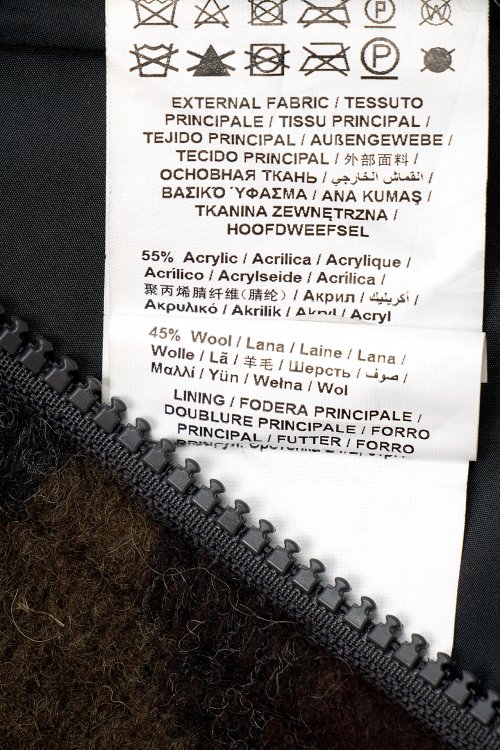 P W
P
EXTERNAL FABRIC / TESSUTO
PRINCIPALE / TISSU PRINCIPAL /
TEJIDO PRINCIPAL / AUßENGEWEBE /
TECIDO PRINCIPAL / 外部面料 /
ОСНОВНАЯ ТКАНЬ / القماش الخارجي /
ΒΑΣΙΚΌ ΎΦΑΣΜΑ / ANA KUMAŞ /
TKANINA ZEWNĘTRZNA /
HOOFDWEEFSEL
55% Acrylic / Acrilica / Acrylique /
Acrílico / Acrylseide / Acrílica /
聚丙烯腈纤维(腈纶) / Акрил / أكريليك /
Ακρυλικό / Akrilik / Akryl / Acryl
45% Wool / Lana / Laine / Lana /
Wolle / Lã / 羊毛 / Шерсть / صوف /
Μαλλί / Yün / Wełna / Wol
LINING / FODERA PRINCIPALE /
DOUBLURE PRINCIPALE / FORRO
PRINCIPAL / FUTTER / FORRO